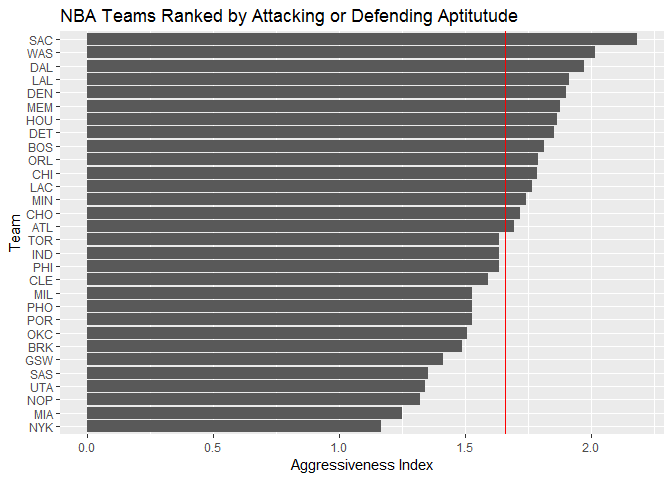 NBA Teams Ranked by Attacking or Defending Aptitutude
SAC
WAS
DAL
LAL
DEN
MEM
HOU
DET
BOS
ORL
CHI
LAC
MIN
CHO
ATL
TOR
IND
PHI
CLE
MIL
PHO
POR
OKC
BRK
GSW
SAS
UTA
NOP
MIA
NYK
Team
0.0 0.5 1.0 1.5 2.0
Aggressiveness Index